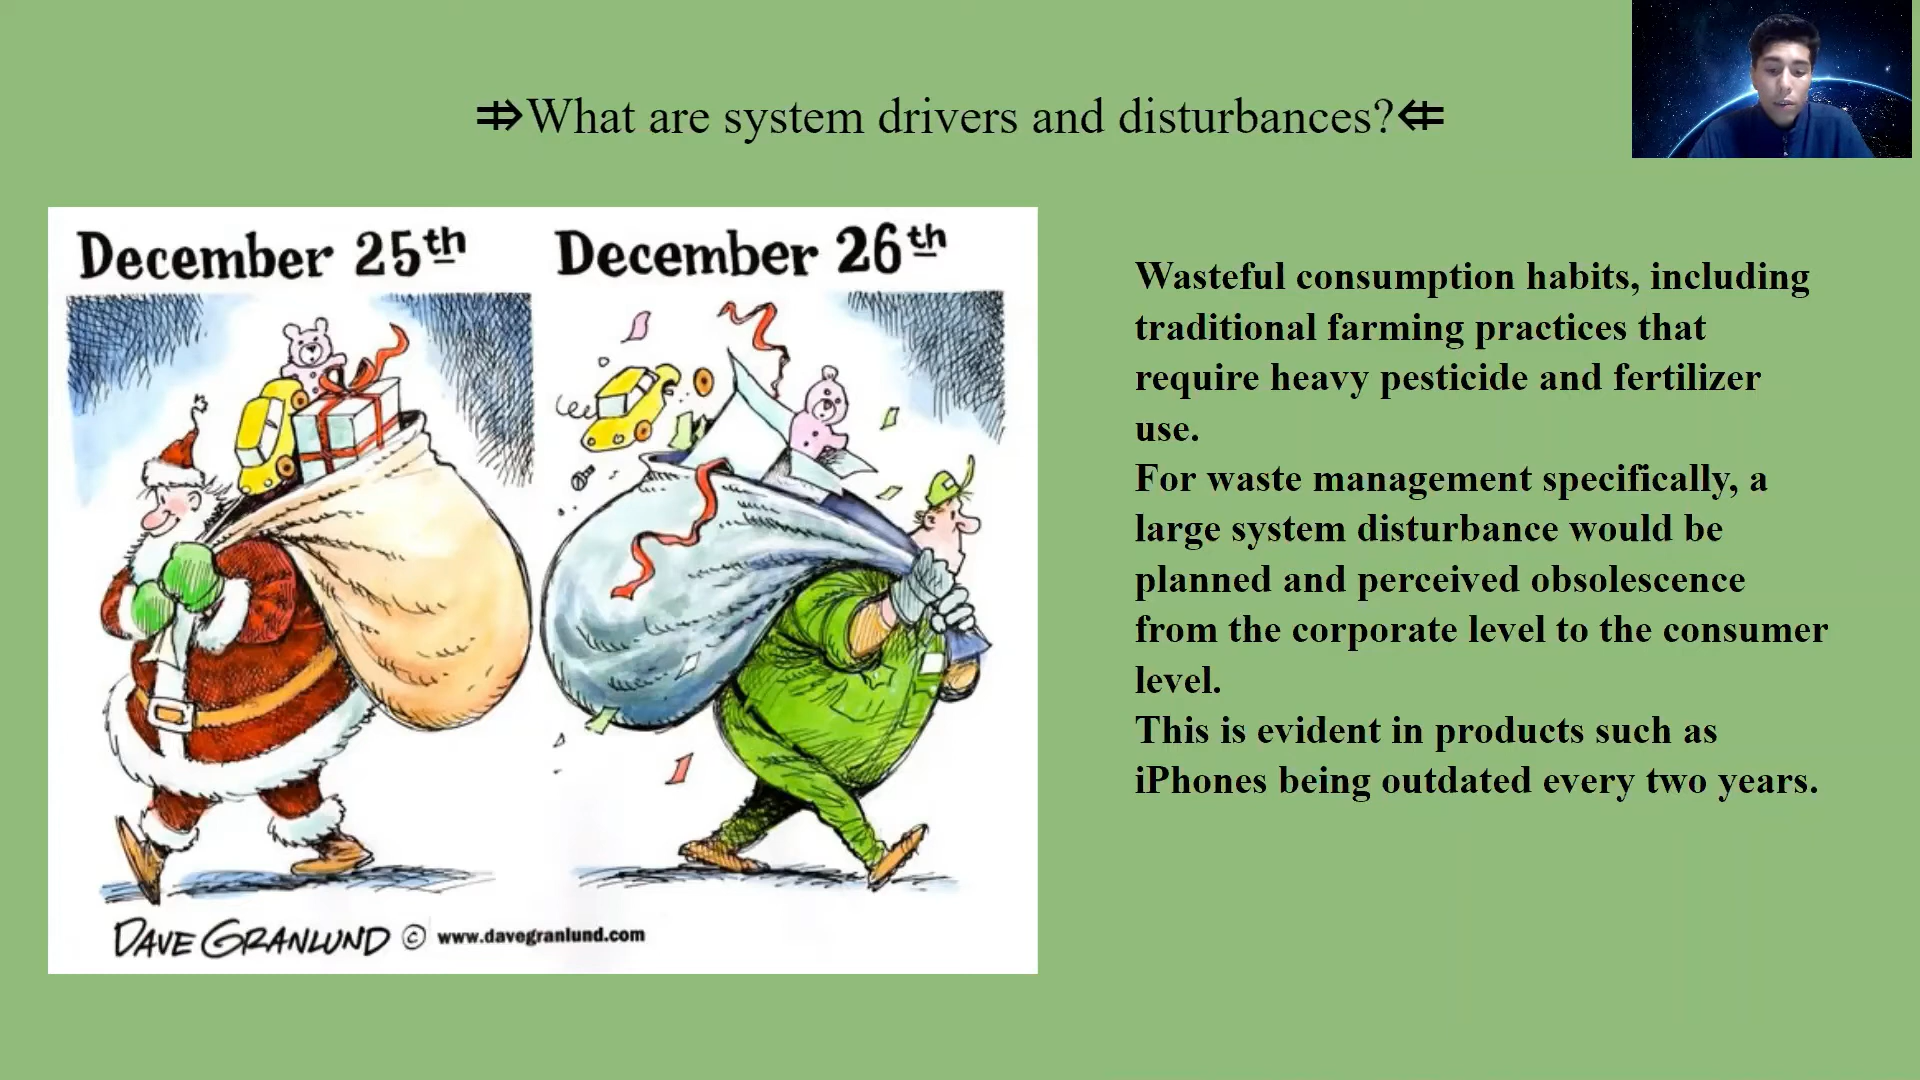 ⇏What are system drivers and disturbances?⇍
December 25th
December 26th
Wasteful consumption habits, including
traditional farming practices that
require heavy pesticide and fertilizer
use.
For waste management specifically, a
large system disturbance would be
planned and perceived obsolescence
from the corporate level to the consumer
level.
This is evident in products such as
iPhones being outdated every two years.
DAVE GRANLUND © www.davegranlund.com